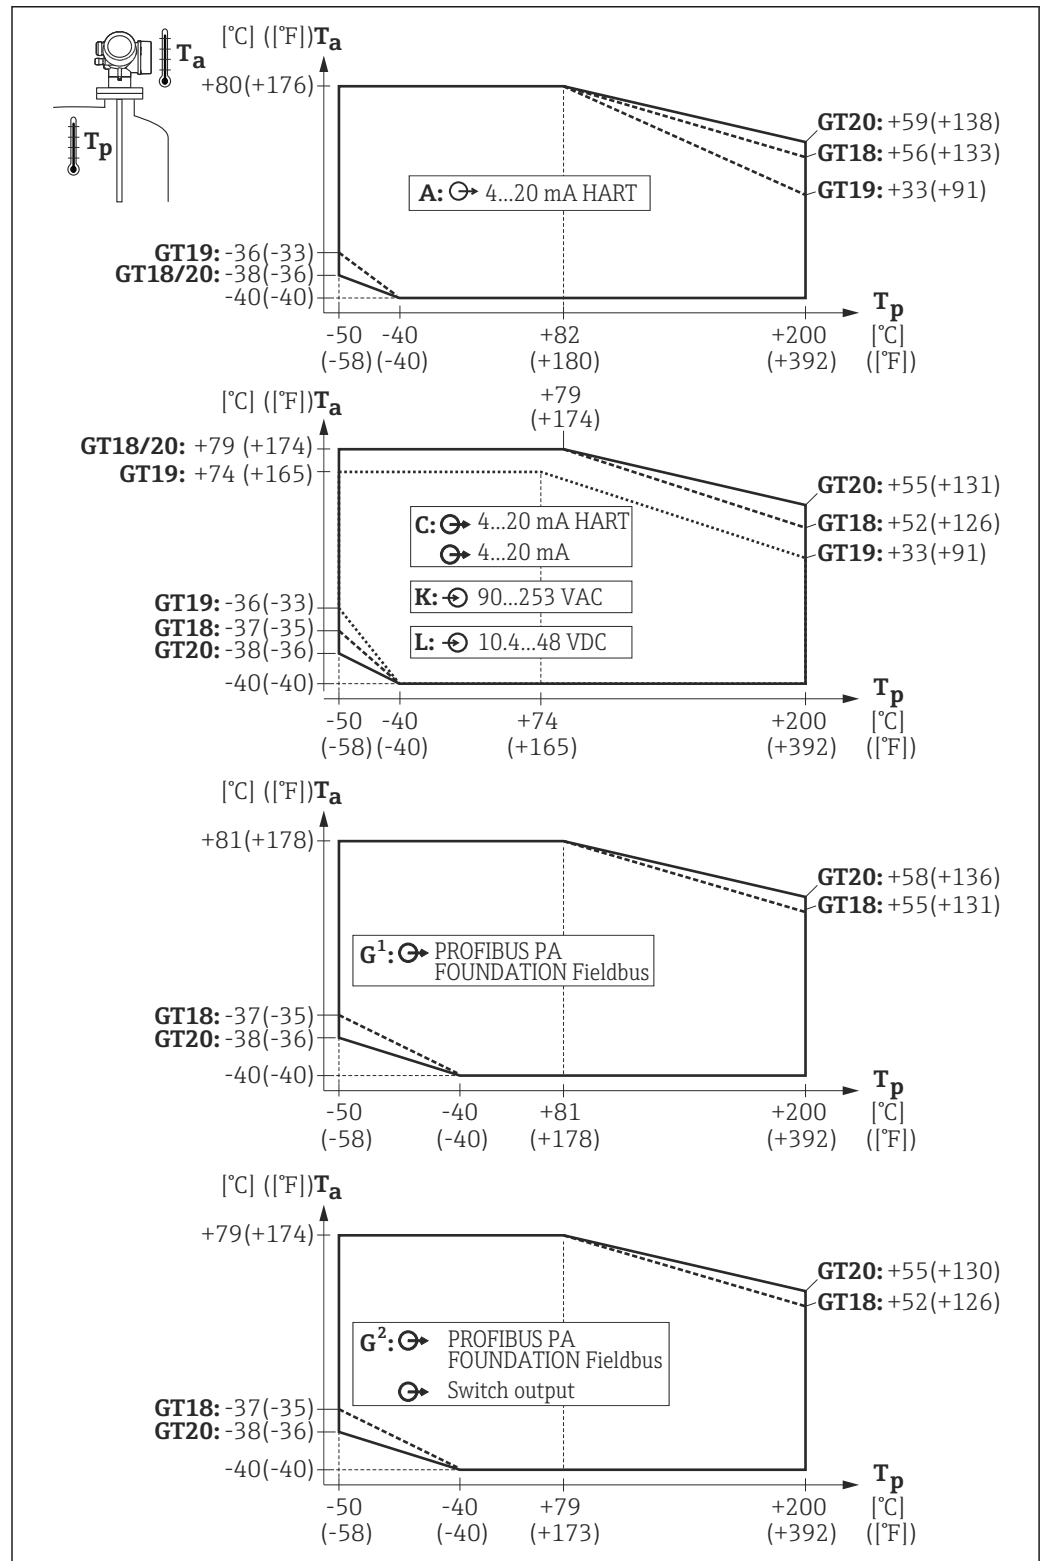 [°C] ([°F]) Ta
Ta
+80(+176)
Tp
GT20: +59(+138)
GT18: +56(+133)
A: 4...20 mA HART
GT19: +33(+91)
GT19: -36(-33)
GT18/20: -38(-36)
-40(-40)
Tp
-50 -40 +82 +200 [°C]
(-58) (-40) (+180) (+392) ([°F])
[°C] ([°F]) Ta
+79
(+174)
GT18/20: +79 (+174)
GT19: +74 (+165)
GT20: +55(+131)
C: 4...20 mA HART
GT18: +52(+126)
4...20 mA
GT19: +33(+91)
K: 90...253 VAC
GT19: -36(-33)
GT18: -37(-35)
L: 10.4...48 VDC
GT20: -38(-36)
-40(-40)
Tp
-50 -40 +74 +200 [°C]
(-58) (-40) (+165) (+392) ([°F])
[°C] ([°F]) Ta
+81(+178)
GT20: +58(+136)
GT18: +55(+131)
G1: PROFIBUS PA
FOUNDATION Fieldbus
GT18: -37(-35)
GT20: -38(-36)
-40(-40)
Tp
-50 -40 +81 +200 [°C]
(-58) (-40) (+178) (+392) ([°F])
[°C] ([°F]) Ta
+79(+174)
GT20: +55(+130)
GT18: +52(+126)
G2: PROFIBUS PA
FOUNDATION Fieldbus
Switch output
GT18: -37(-35)
GT20: -38(-36)
-40(-40)
Tp
-50 -40 +79 +200 [°C]
(-58) (-40) (+173) (+392) ([°F])